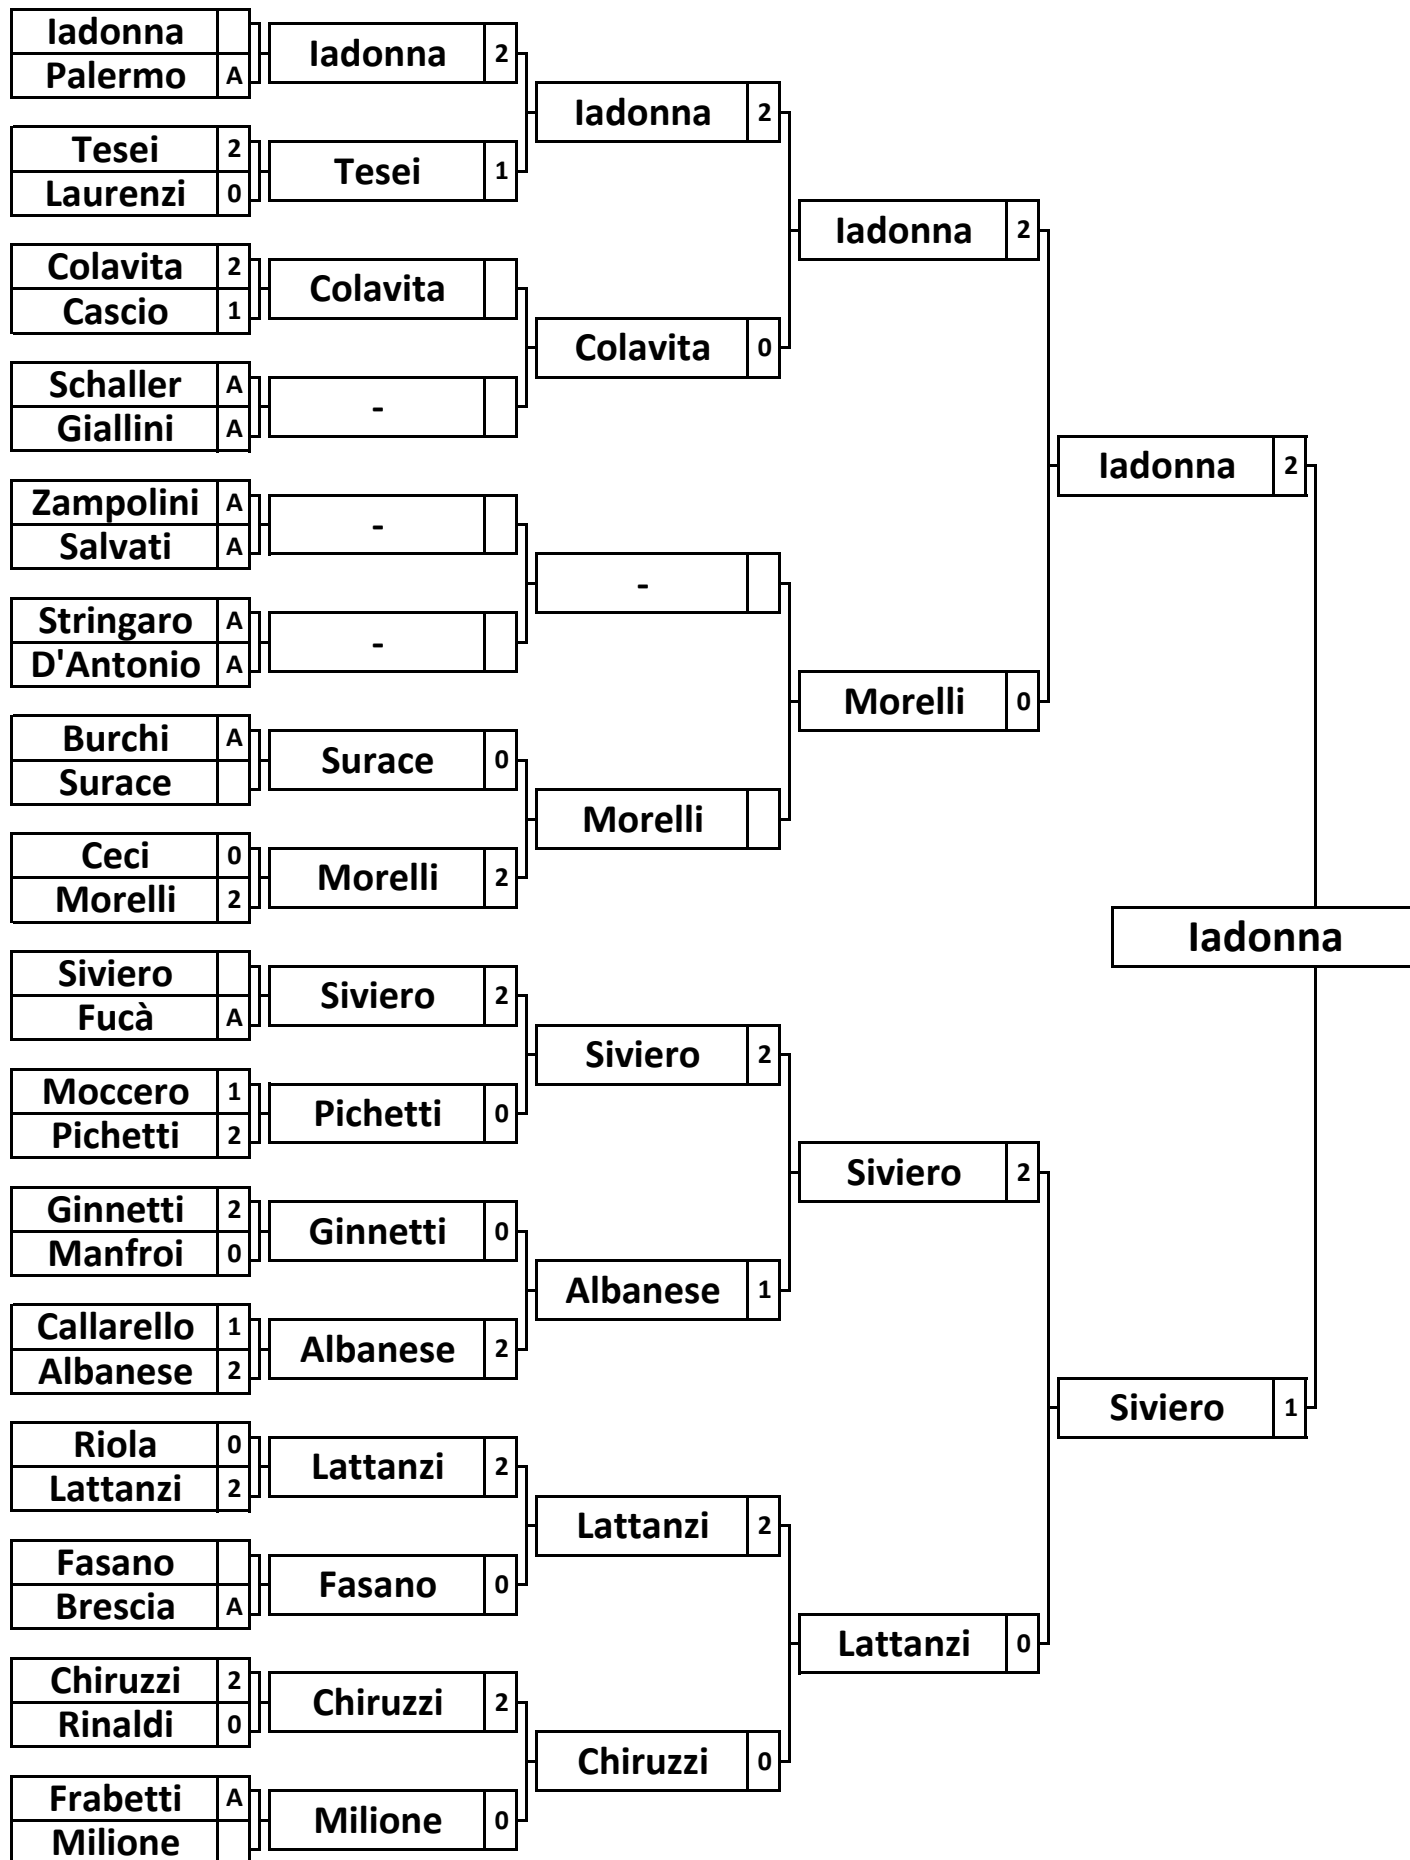 Iadonna
Palermo A
Tesei 2
Laurenzi 0
Colavita 2
Cascio 1
Schaller A
Giallini A
Zampolini A
Salvati A
Stringaro A
D'Antonio A
Burchi A
Surace
Ceci 0
Morelli 2
Siviero
Fucà A
Moccero 1
Pichetti 2
Ginnetti 2
Manfroi 0
Callarello 1
Albanese 2
Riola 0
Lattanzi 2
Fasano
Brescia A
Chiruzzi 2
Rinaldi 0
Frabetti A
Milione
Iadonna 2
Tesei 1
Colavita
-
-
-
Surace 0
Morelli 2
Siviero 2
Pichetti 0
Ginnetti 0
Albanese 2
Lattanzi 2
Fasano 0
Chiruzzi 2
Milione 0
Iadonna 2
Colavita 0
-
Morelli
Siviero 2
Albanese 1
Lattanzi 2
Chiruzzi 0
Iadonna 2
Morelli 0
Siviero 2
Lattanzi 0
Iadonna 2
Siviero 1
Iadonna